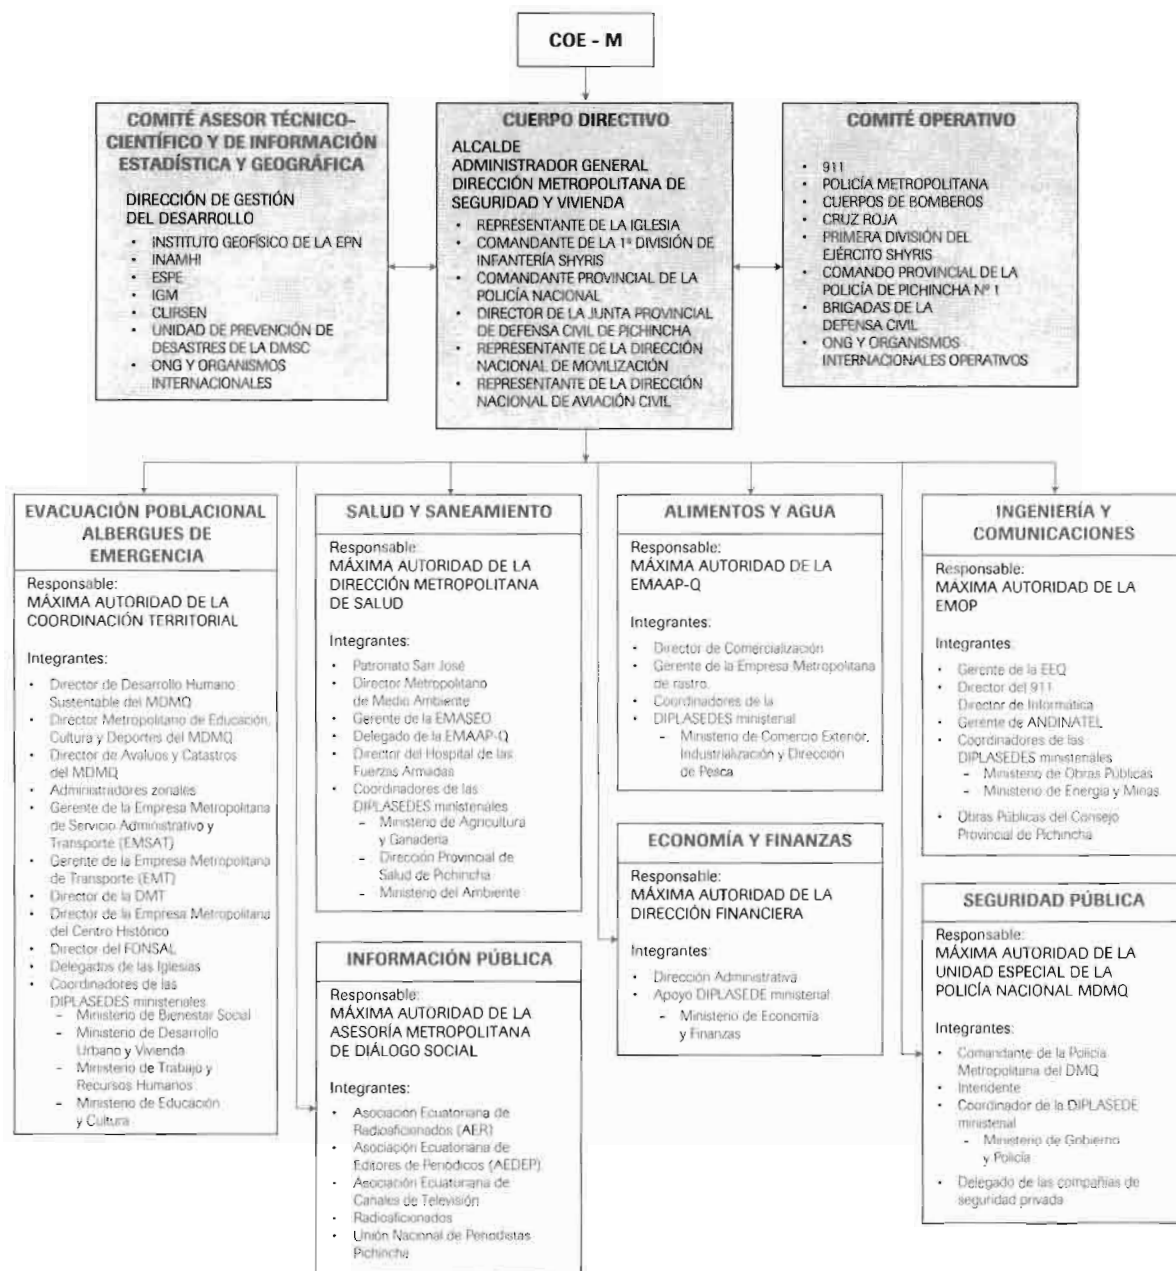 COE - M
COMITÉ ASESOR TÉCNICO-
CIENTÍFICO Y DE INFORMACIÓN
ESTADÍSTICA Y GEOGRÁFICA
DIRECCIÓN DE GESTIÓN
DEL DESARROLLO
• INSTITUTO GEOFÍSICO DE LA EPN
• INAMHI
• ESPE
• IGM
• CLIRSEN
• UNIDAD DE PREVENCIÓN DE
DESASTRES DE LA DMSC
• ONG Y ORGANISMOS
INTERNACIONALES
CUERPO DIRECTIVO
ALCALDE
ADMINISTRADOR GENERAL
DIRECCIÓN METROPOLITANA DE
SEGURIDAD Y VIVIENDA
• REPRESENTANTE DE LA IGLESIA
• COMANDANTE DE LA 1ª DIVISIÓN DE
INFANTERÍA SHYRIS
• COMANDANTE PROVINCIAL DE LA
POLICÍA NACIONAL
• DIRECTOR DE LA JUNTA PROVINCIAL
DE DEFENSA CIVIL DE PICHINCHA
• REPRESENTANTE DE LA DIRECCIÓN
NACIONAL DE MOVILIZACIÓN
• REPRESENTANTE DE LA DIRECCIÓN
NACIONAL DE AVIACIÓN CIVIL
COMITÉ OPERATIVO
• 911
• POLICÍA METROPOLITANA
• CUERPOS DE BOMBEROS
• CRUZ ROJA
• PRIMERA DIVISIÓN DEL
EJÉRCITO SHYRIS
• COMANDO PROVINCIAL DE LA
POLICÍA DE PICHINCHA Nº 1
• BRIGADAS DE LA
DEFENSA CIVIL
• ONG Y ORGANISMOS
INTERNACIONALES OPERATIVOS
EVACUACIÓN POBLACIONAL
ALBERGUES DE
EMERGENCIA
Responsable:
MÁXIMA AUTORIDAD DE LA
COORDINACIÓN TERRITORIAL
Integrantes:
• Director de Desarrollo Humano
Sustentable del MDMQ
• Director Metropolitano de Educación,
Cultura y Deportes del MDMQ
• Director de Avaluos y Catastros
del MDMQ
• Administradores zonales
• Gerente de la Empresa Metropolitana
de Servicio Administrativo y
Transporte (EMSAT)
• Gerente de la Empresa Metropolitana
de Transporte (EMT)
• Director de la DMT
• Director de la Empresa Metropolitana
del Centro Histórico
• Director del FONSAL
• Delegados de las Iglesias
• Coordinadores de las
DIPLASEDES ministeriales
– Ministerio de Bienestar Social
– Ministerio de Desarrollo
Urbano y Vivienda
– Ministerio de Trabajo y
Recursos Humanos
– Ministerio de Educación
y Cultura
SALUD Y SANEAMIENTO
Responsable:
MÁXIMA AUTORIDAD DE LA
DIRECCIÓN METROPOLITANA
DE SALUD
Integrantes:
• Patronato San José
• Director Metropolitano
de Medio Ambiente
• Gerente de la EMASEO
• Delegado de la EMAAP-Q
• Director del Hospital de las
Fuerzas Armadas
• Coordinadores de las
DIPLASEDES ministeriales
– Ministerio de Agricultura
y Ganadería
– Dirección Provincial de
Salud de Pichincha
– Ministerio del Ambiente
INFORMACIÓN PÚBLICA
Responsable:
MÁXIMA AUTORIDAD DE LA
ASESORÍA METROPOLITANA
DE DIÁLOGO SOCIAL
Integrantes:
• Asociación Ecuatoriana de
Radioaficionados (AER)
• Asociación Ecuatoriana de
Editores de Periódicos (AEDEP)
• Asociación Ecuatoriana de
Canales de Televisión
• Radioaficionados
• Unión Nacional de Periodistas
Pichincha
ALIMENTOS Y AGUA
Responsable:
MÁXIMA AUTORIDAD DE LA
EMAAP-Q
Integrantes:
• Director de Comercialización
• Gerente de la Empresa Metropolitana
de rastro.
• Coordinadores de la
• DIPLASEDES ministerial
– Ministerio de Comercio Exterior,
Industrialización y Dirección
de Pesca
ECONOMÍA Y FINANZAS
Responsable:
MÁXIMA AUTORIDAD DE LA
DIRECCIÓN FINANCIERA
Integrantes:
• Dirección Administrativa
• Apoyo DIPLASEDE ministerial
– Ministerio de Economía
y Finanzas
INGENIERÍA Y
COMUNICACIONES
Responsable:
MÁXIMA AUTORIDAD DE LA
EMOP
Integrantes:
• Gerente de la EEQ
• Director del 911
Director de Informática
• Gerente de ANDINATEL
• Coordinadores de las
DIPLASEDES ministeriales
– Ministerio de Obras Públicas
– Ministerio de Energía y Minas
• Obras Públicas del Consejo
Provincial de Pichincha
SEGURIDAD PÚBLICA
Responsable:
MÁXIMA AUTORIDAD DE LA
UNIDAD ESPECIAL DE LA
POLICÍA NACIONAL MDMQ
Integrantes:
• Comandante de la Policía
Metropolitana del DMQ
• Intendente
• Coordinador de la DIPLASEDE
ministerial
– Ministerio de Gobierno
y Policía
• Delegado de las compañías de
seguridad privada